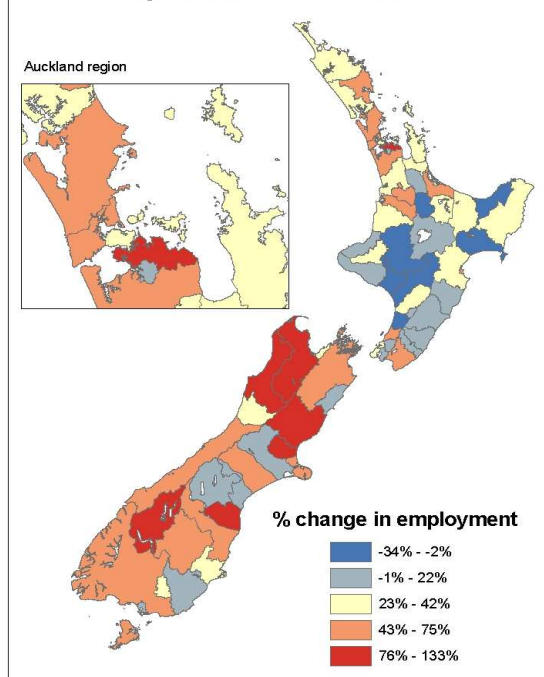 Auckland region
% change in employment
-34% - -2%
-1% - 22%
23% - 42%
43% - 75%
76% - 133%